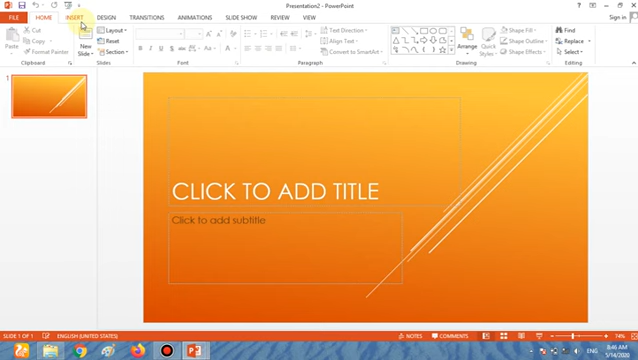 Presentation2 - PowerPoint
Sign in
FILE HOME INSERT DESIGN TRANSITIONS ANIMATIONS SLIDE SHOW REVIEW VIEW
Paste
Cut
Copy
Format Painter
Clipboard
New
Slide
Layout
Reset
Section
Slides
Font
Paragraph
Text Direction
Align Text
Convert to SmartArt
Arrange
Quick
Styles
Shape Fill
Shape Outline
Shape Effects
Drawing
Find
Replace
Select
Editing
1
CLICK TO ADD TITLE
Click to add subtitle
SLIDE 1 OF 1
ENGLISH (UNITED STATES)
NOTES
COMMENTS
74%
ENG
8:46 AM
5/14/2020